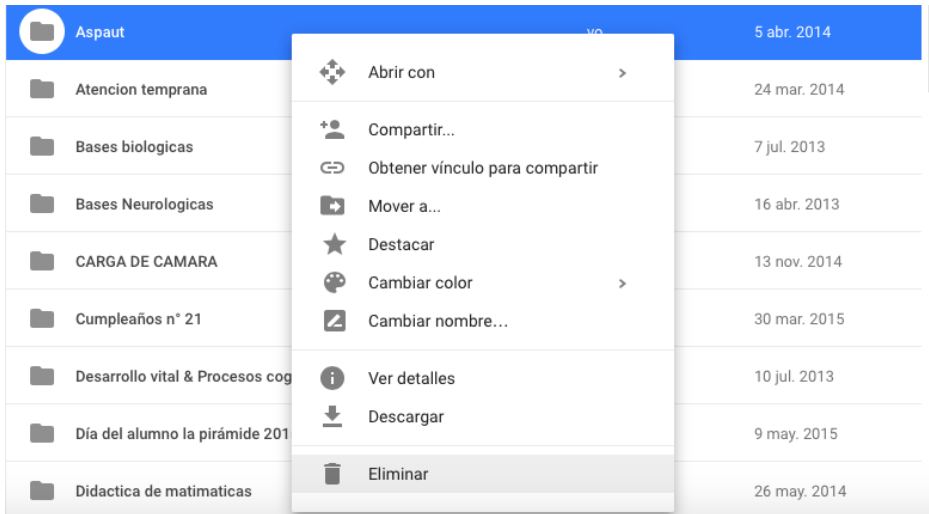 Aspaut yo 5 abr. 2014
Abrir con
Atencion temprana 24 mar. 2014
Compartir...
Bases biologicas 7 jul. 2013
Obtener vínculo para compartir
Bases Neurologicas Mover a... 16 abr. 2013
Destacar
CARGA DE CAMARA 13 nov. 2014
Cambiar color
Cumpleaños n° 21 Cambiar nombre... 30 mar. 2015
Desarrollo vital & Procesos cog Ver detalles 10 jul. 2013
Descargar
Día del alumno la pirámide 201 9 may. 2015
Eliminar
Didactica de matimaticas 26 may. 2014